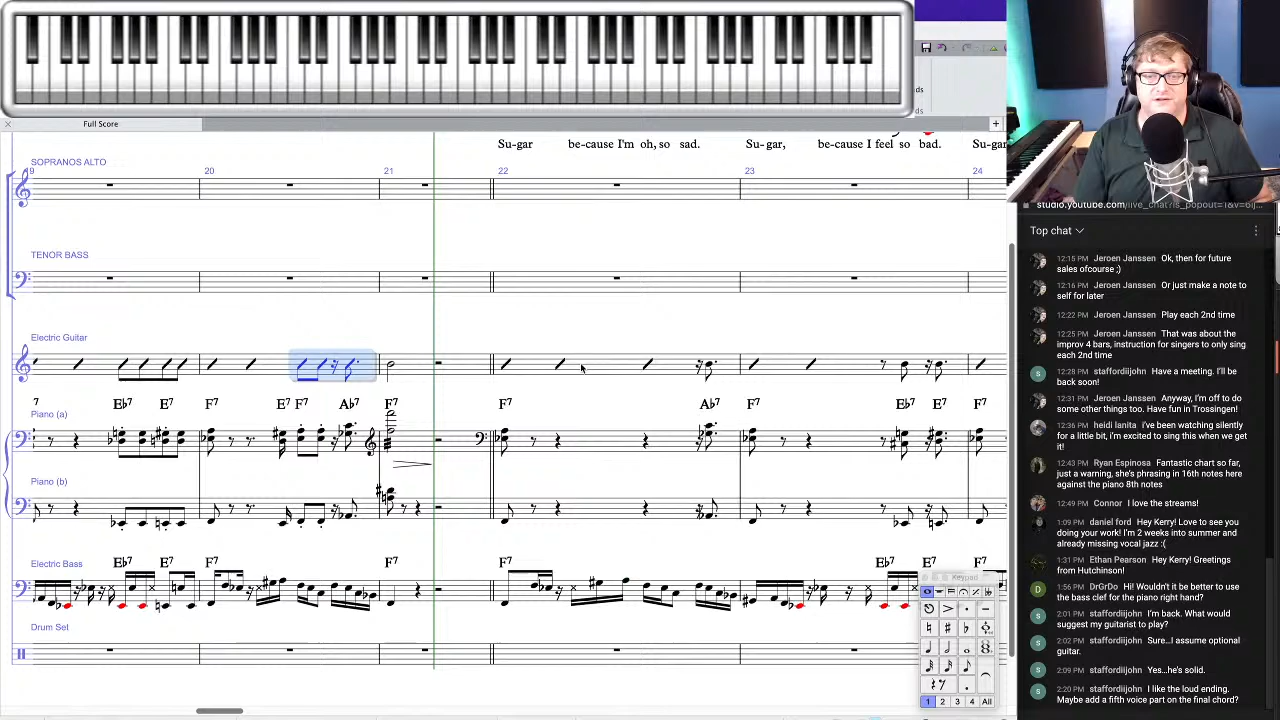 Full Score
Su-gar be-cause I'm oh, so sad. Su-gar, be-cause I feel so bad. Su-gar
SOPRANOS ALTO
20 21 22 23 24
TENOR BASS
Electric Guitar
7 Eb7 E7 F7 E7 F7 Ab7 F7 F7 Ab7 F7 Eb7 E7 F7
Piano (a)
Piano (b)
Electric Bass
Eb7 E7 F7 F7 F7 Eb7 E7 F7
Drum Set
Keypad
1 2 3 4 All
Top chat
12:15 PM Jeroen Janssen Ok, then for future
sales ofcourse ;)
12:16 PM Jeroen Janssen Or just make a note to
self for later
12:22 PM Jeroen Janssen Play each 2nd time
12:25 PM Jeroen Janssen That was about the
improv 4 bars, instruction for singers to only sing
each 2nd time
12:28 PM staffordiijohn Have a meeting. I'll be
back soon!
12:31 PM Jeroen Janssen Anyway, I'm off to do
some other things too. Have fun in Trossingen!
12:36 PM heidi lanita i've been watching silently
for a little bit, i'm excited to sing this when we get
it!
12:43 PM Ryan Espinosa Fantastic chart so far,
just a warning, she's phrasing in 16th notes here
against the piano 8th notes
12:49 PM Connor I love the streams!
1:09 PM daniel ford Hey Kerry! Love to see you
doing your work! I'm 2 weeks into summer and
already missing vocal jazz :(
1:31 PM Ethan Pearson Hey Kerry! Greetings
from Hutchinson!
1:56 PM DrGrDo Hi! Wouldn't it be better to use
the bass clef for the piano right hand?
2:01 PM staffordiijohn I'm back. What would
suggest my guitarist to play?
2:02 PM staffordiijohn Sure...I assume optional
guitar.
2:09 PM staffordiijohn Yes...he's solid.
2:20 PM staffordiijohn I like the loud ending.
Maybe add a fifth voice part on the final chord?